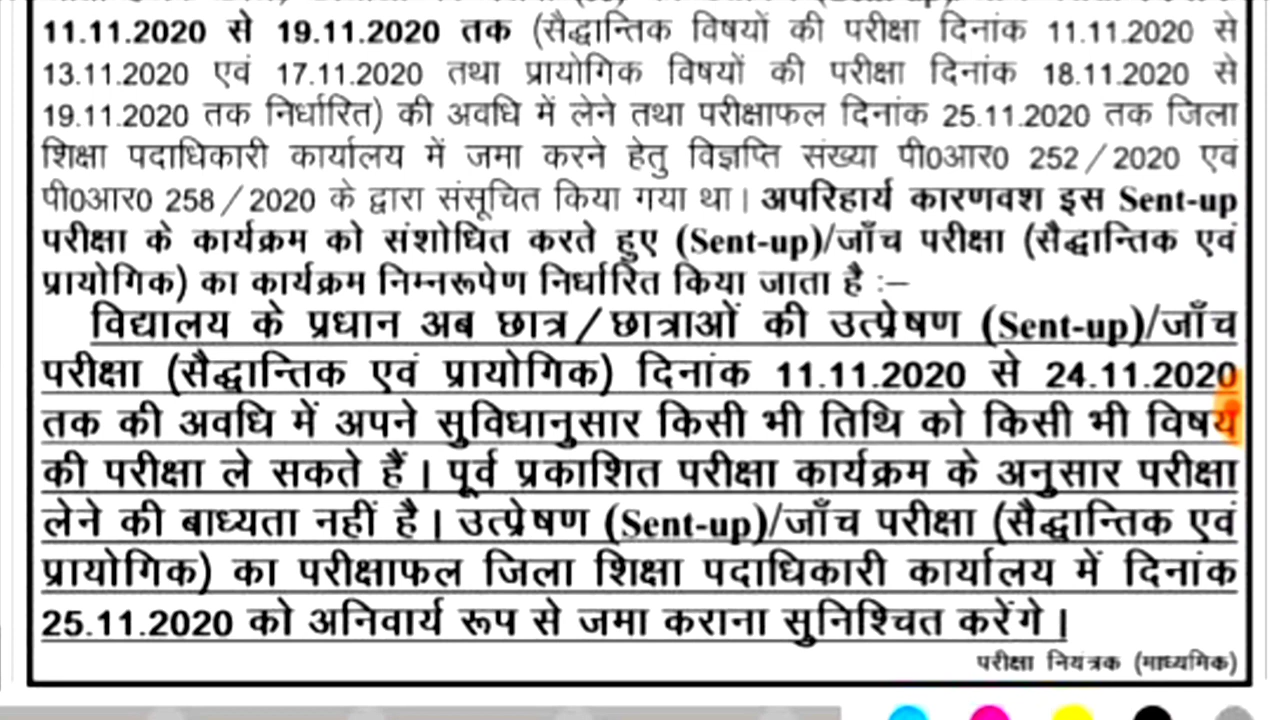 11.11.2020 से 19.11.2020 तक (सैद्धान्तिक विषयों की परीक्षा दिनांक 11.11.2020 से
13.11.2020 एवं 17.11.2020 तथा प्रायोगिक विषयों की परीक्षा दिनांक 18.11.2020 से
19.11.2020 तक निर्धारित) की अवधि में लेने तथा परीक्षाफल दिनांक 25.11.2020 तक जिला
शिक्षा पदाधिकारी कार्यालय में जमा करने हेतु विज्ञप्ति संख्या पी0आर0 252/2020 एवं
पी0आर0 258/2020 के द्वारा संसूचित किया गया था। अपरिहार्य कारणवश इस Sent-up
परीक्षा के कार्यक्रम को संशोधित करते हुए (Sent-up)/जाँच परीक्षा (सैद्धान्तिक एवं
प्रायोगिक) का कार्यक्रम निम्नरूपेण निर्धारित किया जाता है :–
विद्यालय के प्रधान अब छात्र/छात्राओं की उत्प्रेषण (Sent-up)/जाँच
परीक्षा (सैद्धान्तिक एवं प्रायोगिक) दिनांक 11.11.2020 से 24.11.2020
तक की अवधि में अपने सुविधानुसार किसी भी तिथि को किसी भी विषय
की परीक्षा ले सकते हैं। पूर्व प्रकाशित परीक्षा कार्यक्रम के अनुसार परीक्षा
लेने की बाध्यता नहीं है। उत्प्रेषण (Sent-up)/जाँच परीक्षा (सैद्धान्तिक एवं
प्रायोगिक) का परीक्षाफल जिला शिक्षा पदाधिकारी कार्यालय में दिनांक
25.11.2020 को अनिवार्य रूप से जमा कराना सुनिश्चित करेंगे।
परीक्षा नियंत्रक (माध्यमिक)